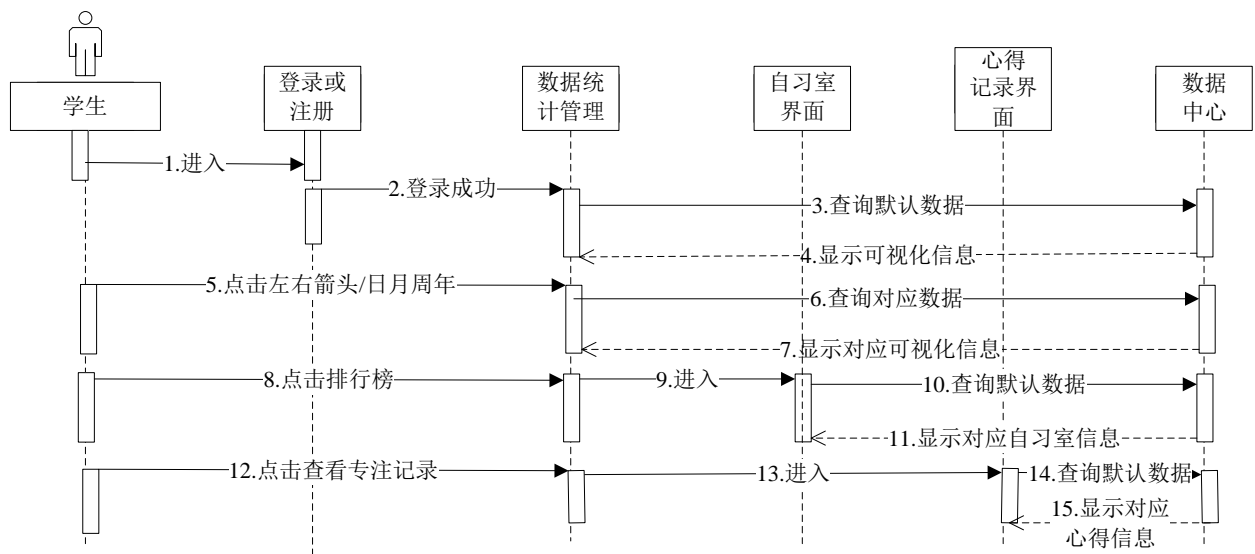 学生
登录或
注册
数据统
计管理
自习室
界面
心得
记录界
面
数据
中心
1.进入
2.登录成功
3.查询默认数据
4.显示可视化信息
5.点击左右箭头/日月周年
6.查询对应数据
7.显示对应可视化信息
8.点击排行榜
9.进入
10.查询默认数据
11.显示对应自习室信息
12.点击查看专注记录
13.进入
14.查询默认数据
15.显示对应
心得信息